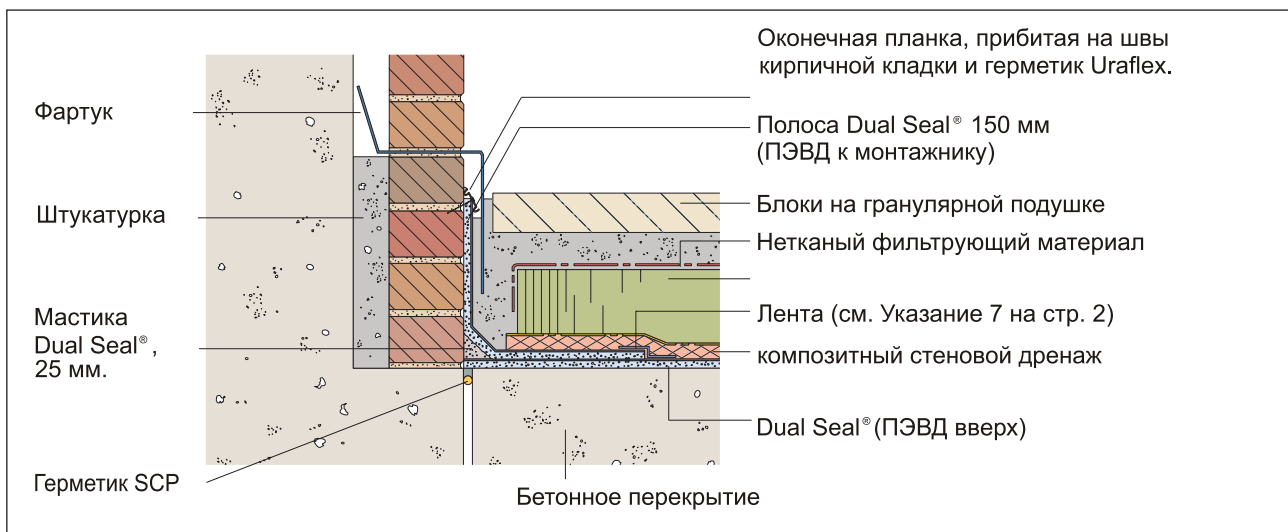 Фартук
Штукатурка
Мастика
Dual Seal®,
25 мм.
Герметик SCP
Оконечная планка, прибитая на швы
кирпичной кладки и герметик Uraflex.
Полоса Dual Seal® 150 мм
(ПЭВД к монтажнику)
Блоки на гранулярной подушке
Нетканый фильтрующий материал
Лента (см. Указание 7 на стр. 2)
композитный стеновой дренаж
Dual Seal® (ПЭВД вверх)
Бетонное перекрытие